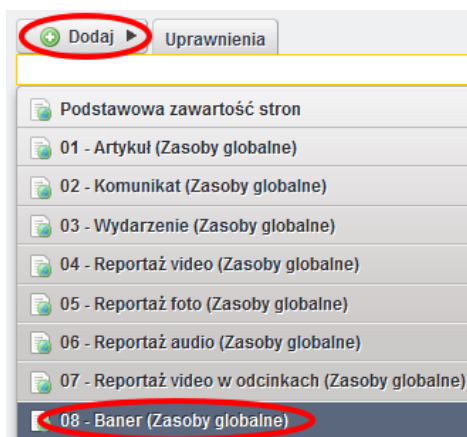 Dodaj Uprawnienia
Podstawowa zawartość stron
01 - Artykuł (Zasoby globalne)
02 - Komunikat (Zasoby globalne)
03 - Wydarzenie (Zasoby globalne)
04 - Reportaż video (Zasoby globalne)
05 - Reportaż foto (Zasoby globalne)
06 - Reportaż audio (Zasoby globalne)
07 - Reportaż video w odcinkach (Zasoby globalne)
08 - Baner (Zasoby globalne)